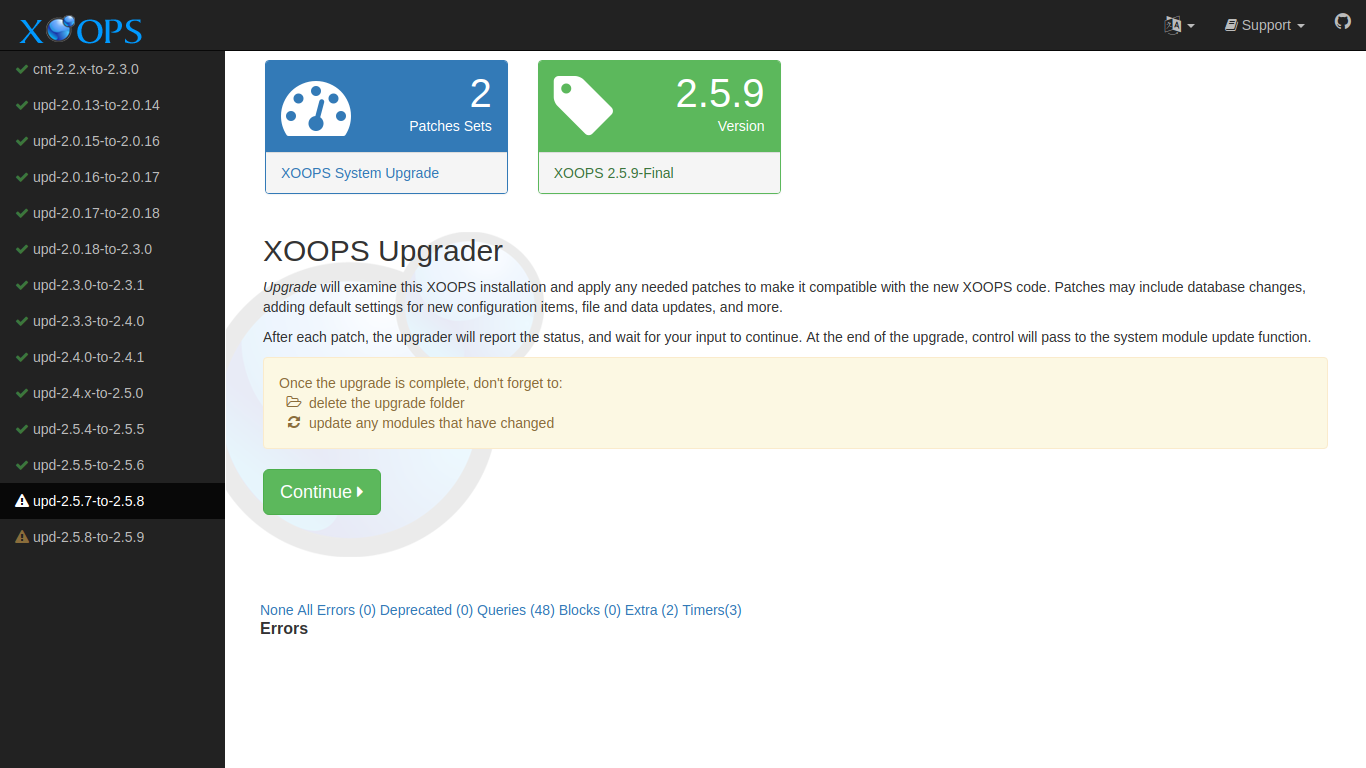 XOOPS
Support
cnt-2.2.x-to-2.3.0
upd-2.0.13-to-2.0.14
upd-2.0.15-to-2.0.16
upd-2.0.16-to-2.0.17
upd-2.0.17-to-2.0.18
upd-2.0.18-to-2.3.0
upd-2.3.0-to-2.3.1
upd-2.3.3-to-2.4.0
upd-2.4.0-to-2.4.1
upd-2.4.x-to-2.5.0
upd-2.5.4-to-2.5.5
upd-2.5.5-to-2.5.6
upd-2.5.7-to-2.5.8
upd-2.5.8-to-2.5.9
2
Patches Sets
XOOPS System Upgrade
2.5.9
Version
XOOPS 2.5.9-Final
XOOPS Upgrader
Upgrade will examine this XOOPS installation and apply any needed patches to make it compatible with the new XOOPS code. Patches may include database changes,
adding default settings for new configuration items, file and data updates, and more.
After each patch, the upgrader will report the status, and wait for your input to continue. At the end of the upgrade, control will pass to the system module update function.
Once the upgrade is complete, don't forget to:
delete the upgrade folder
update any modules that have changed
Continue
None All Errors (0) Deprecated (0) Queries (48) Blocks (0) Extra (2) Timers(3)
Errors